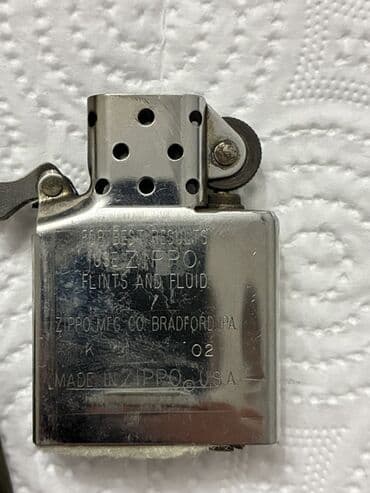 FOR BEST RESULTS
USE ZIPPO
FLINTS AND FLUID
ZIPPO MFG. CO. BRADFORD, PA.
K 02
MADE IN ZIPPO® U.S.A.